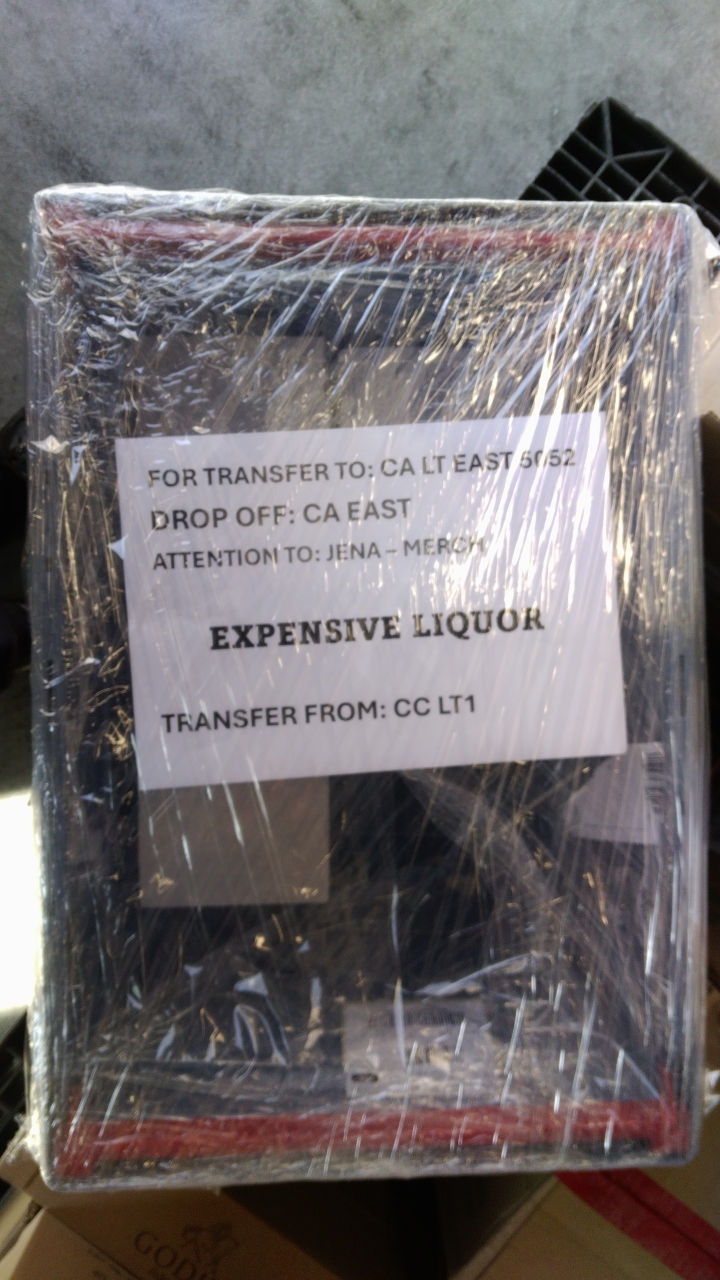 FOR TRANSFER TO: CA LT EAST 5052
DROP OFF: CA EAST
ATTENTION TO: JENA – MERCH
EXPENSIVE LIQUOR
TRANSFER FROM: CC LT1